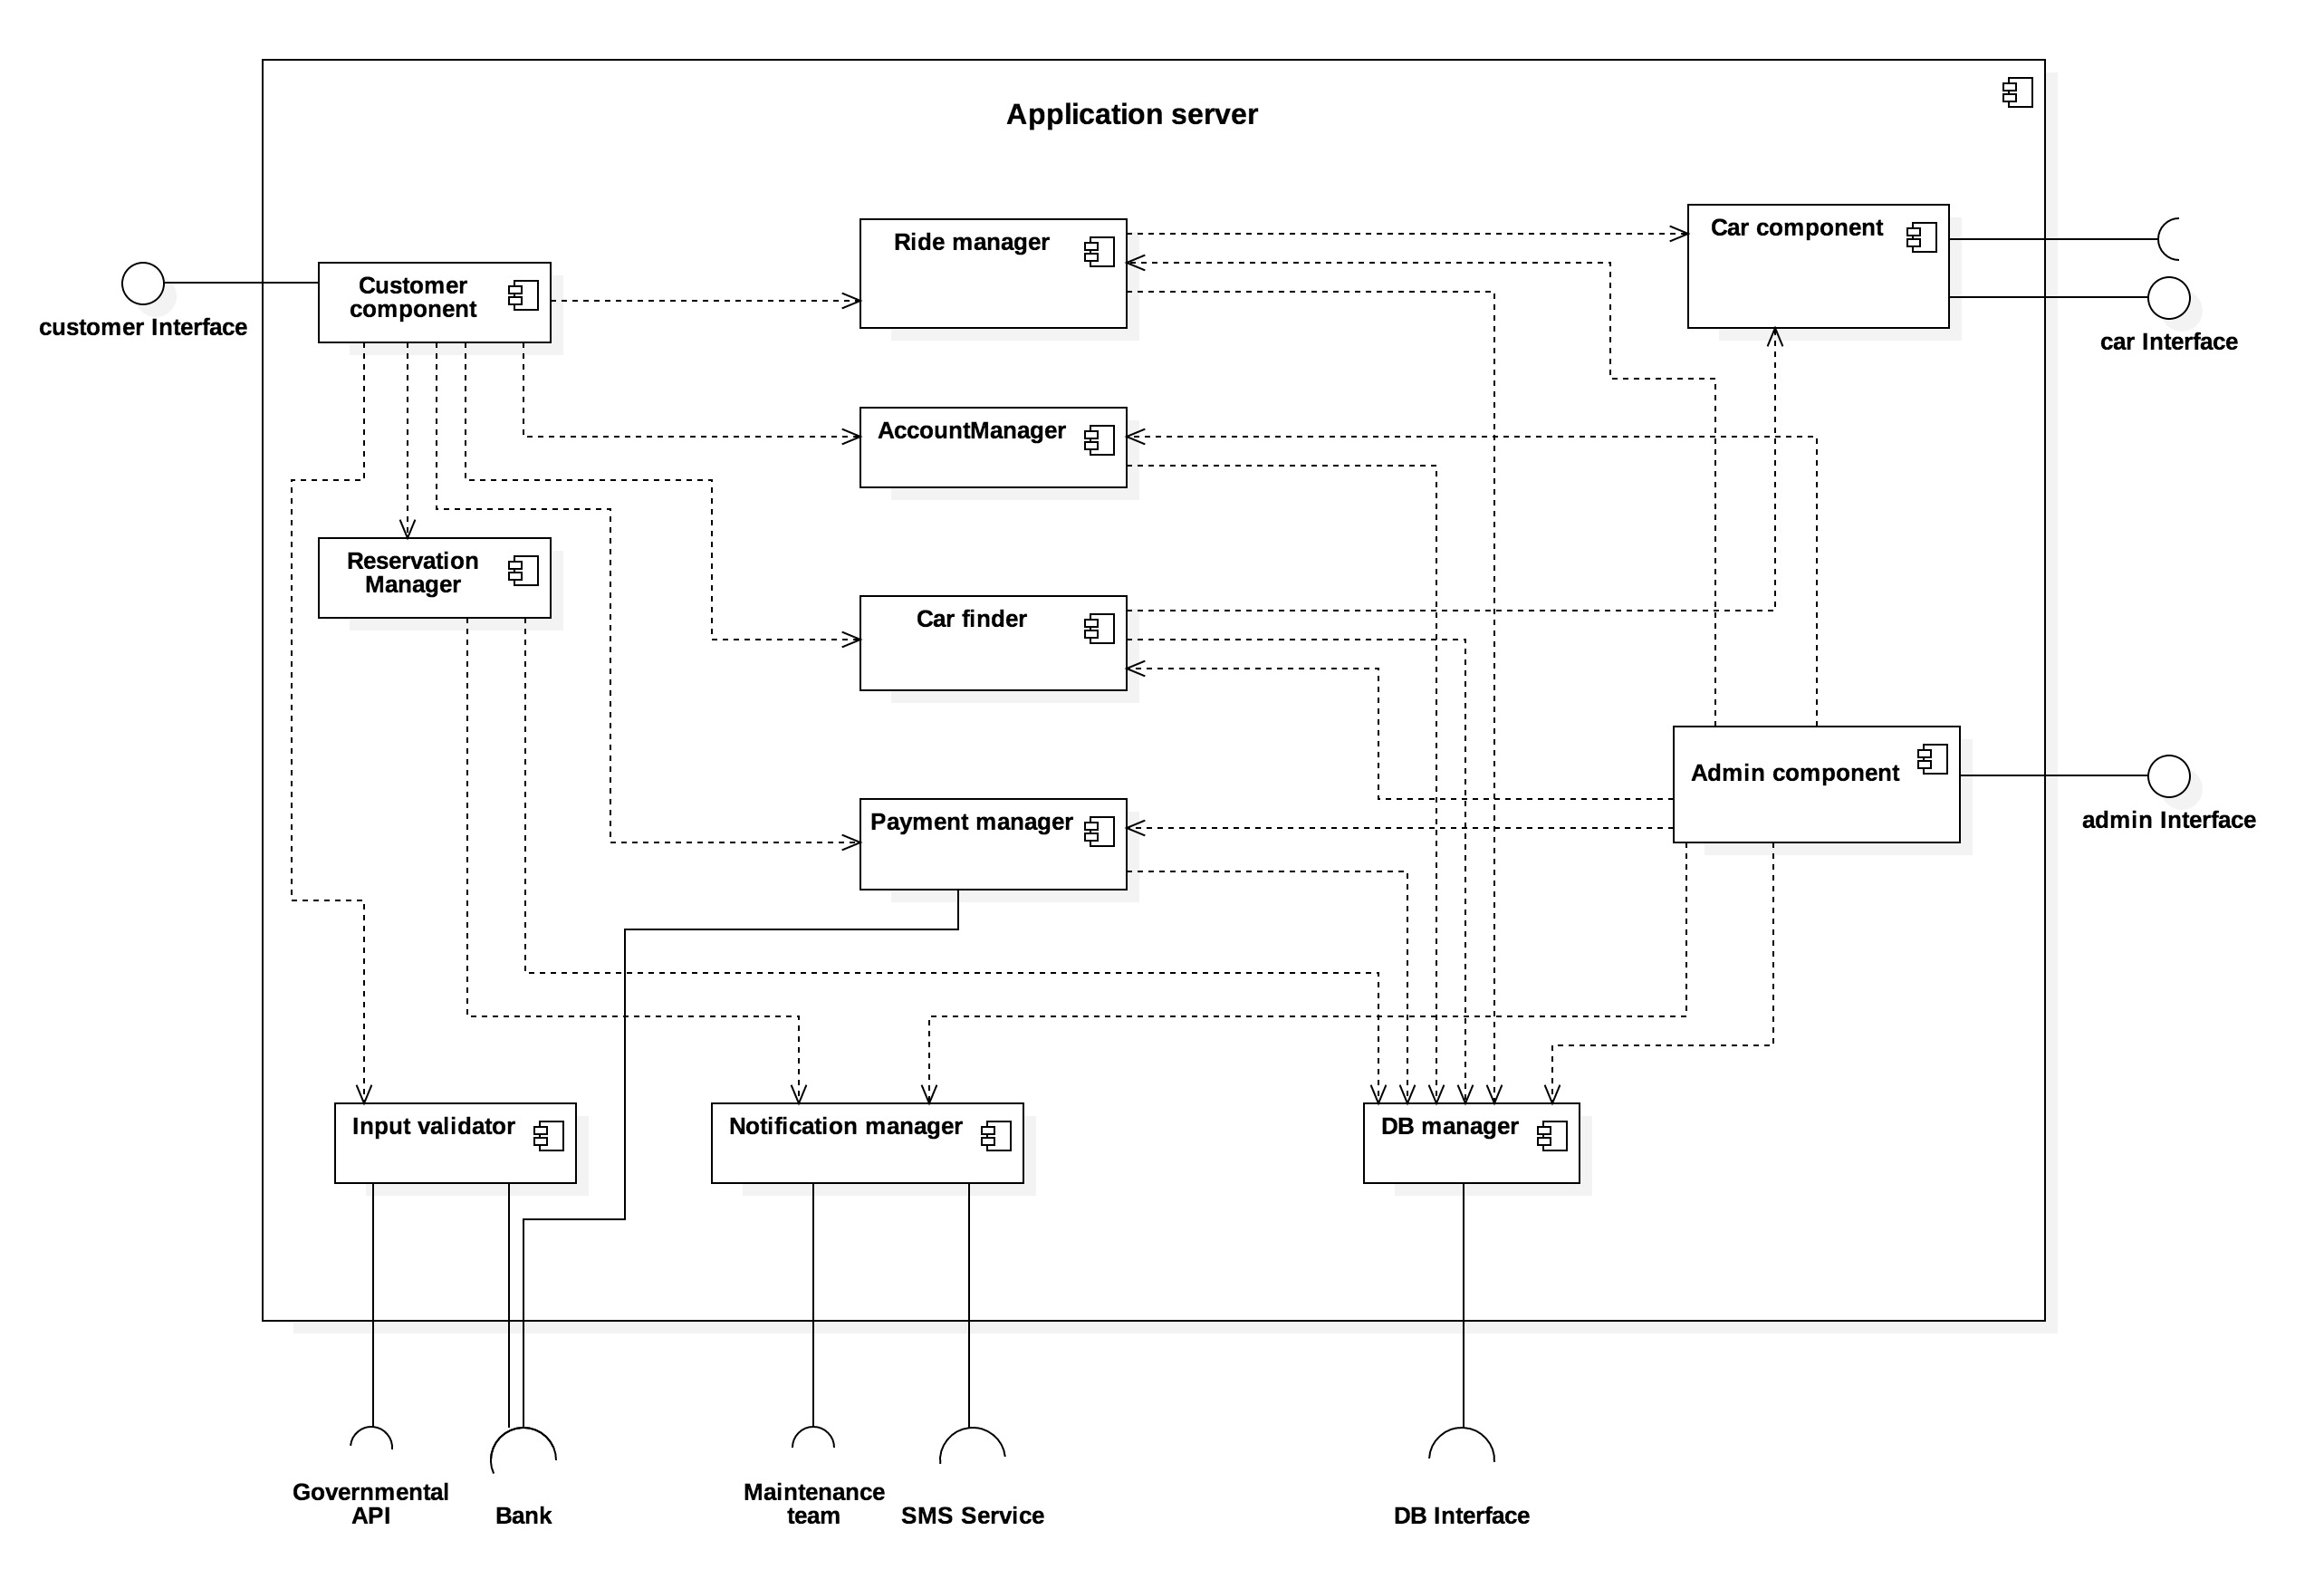 Application server
Ride manager
Car component
Customer
component
customer Interface
car Interface
AccountManager
Reservation
Manager
Car finder
Admin component
Payment manager
admin Interface
Input validator
Notification manager
DB manager
Governmental
API
Bank
Maintenance
team
SMS Service
DB Interface